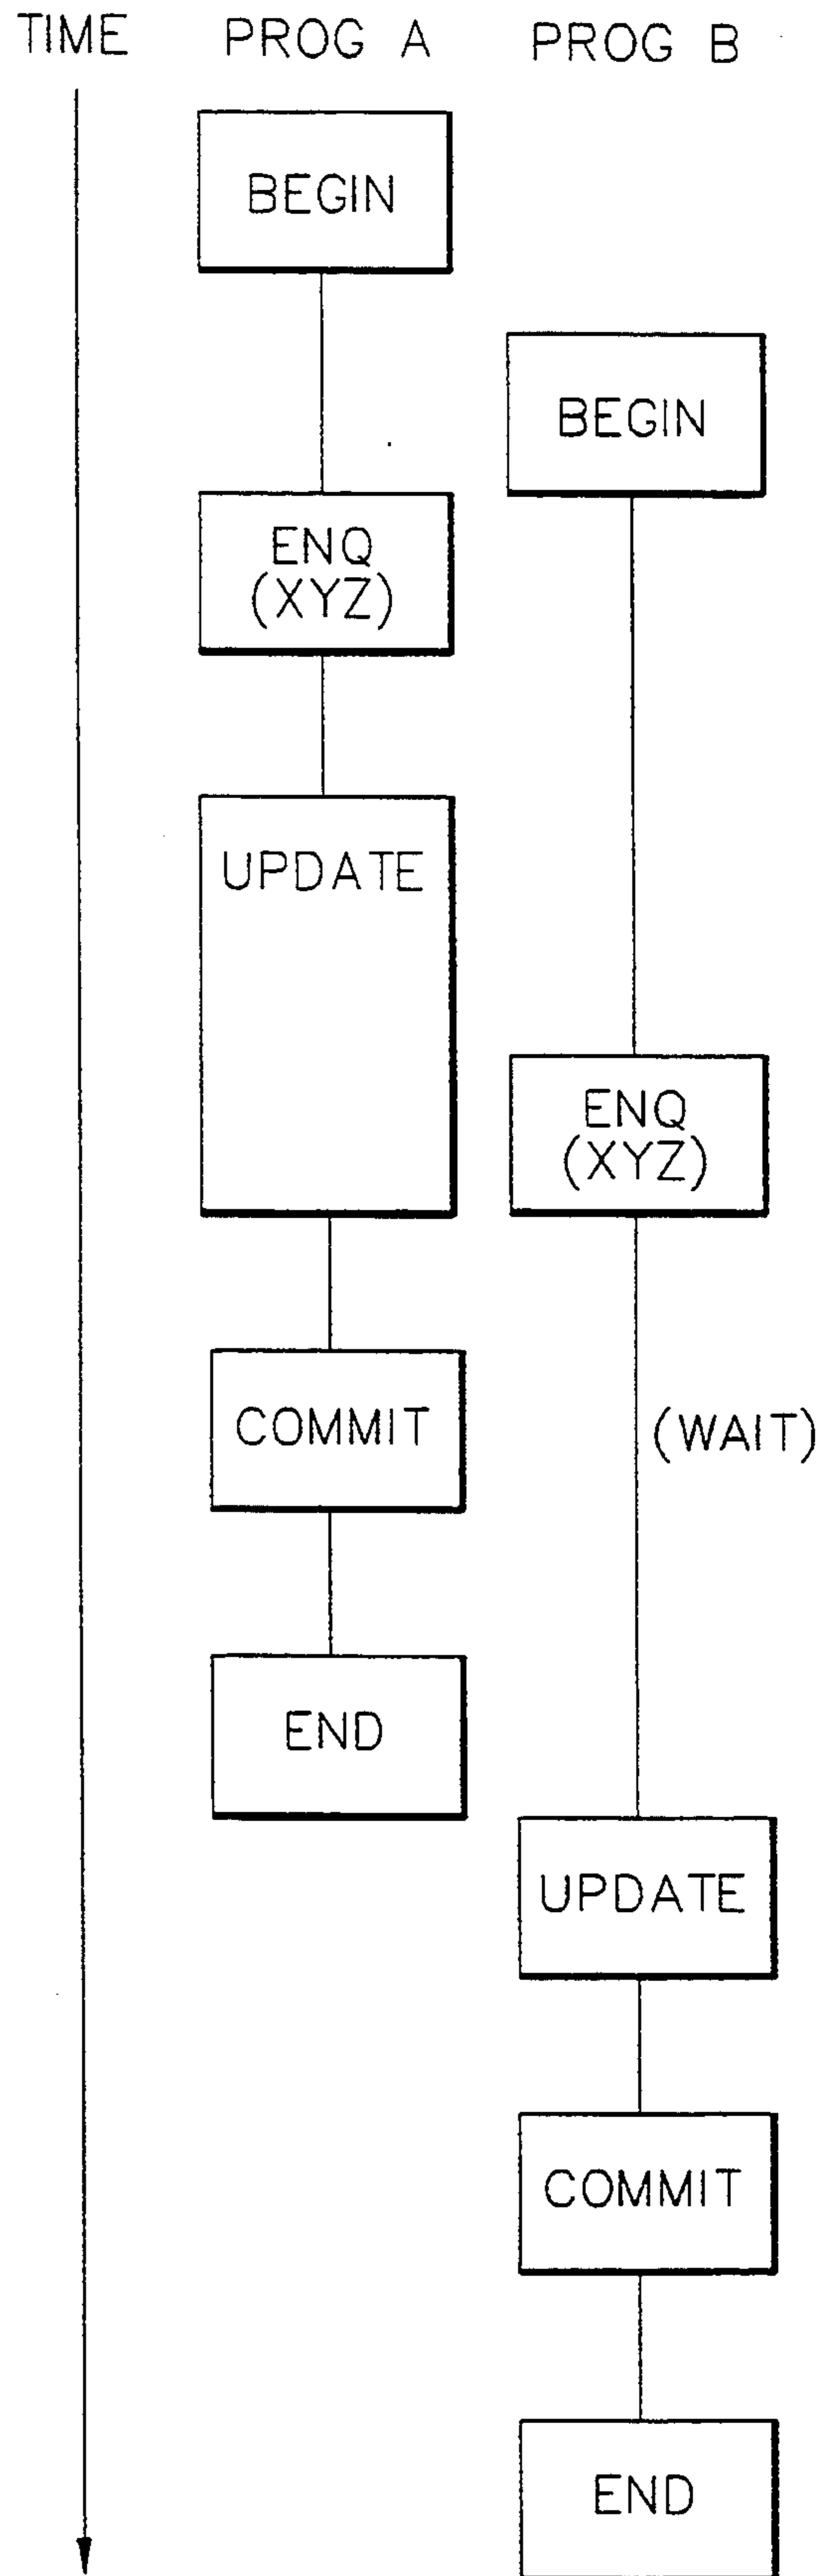 TIME PROG A PROG B
BEGIN
BEGIN
ENQ
(XYZ)
UPDATE
ENQ
(XYZ)
COMMIT
(WAIT)
END
UPDATE
COMMIT
END